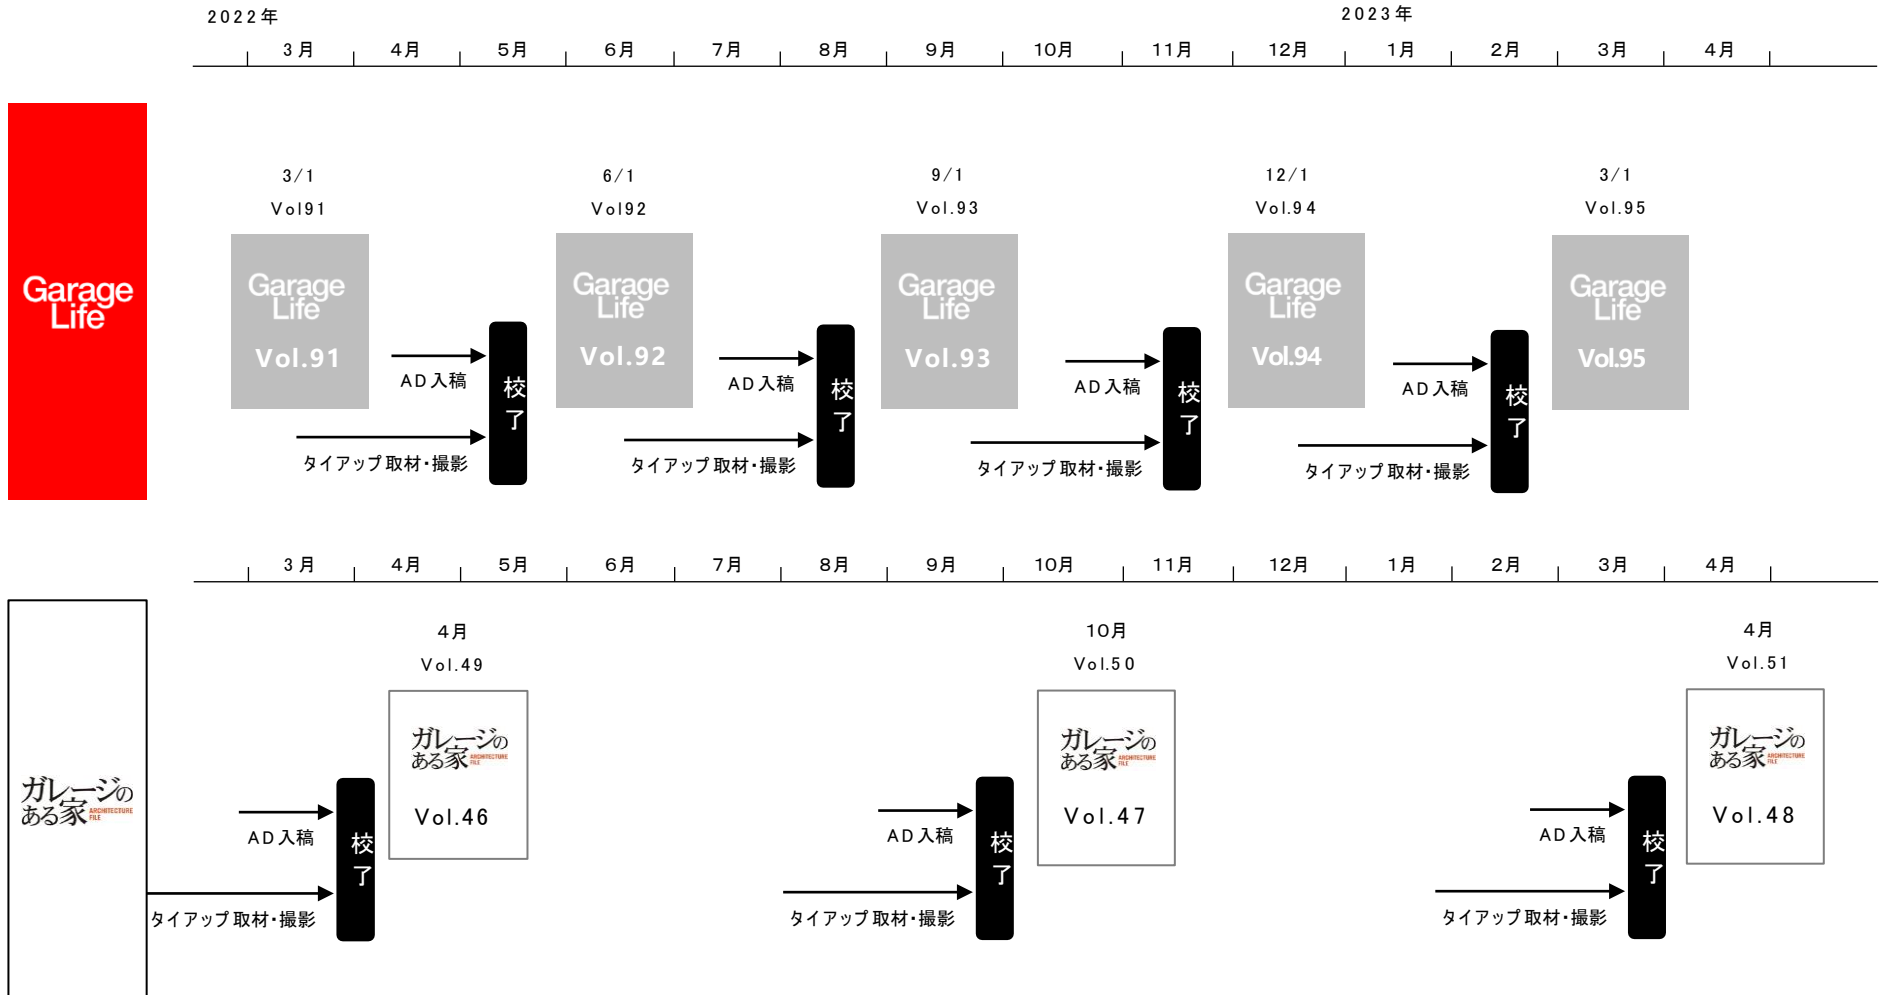 2022年
2023年
3月 4月 5月 6月 7月 8月 9月 10月 11月 12月 1月 2月 3月 4月
Garage
Life
3/1
Vol91
Garage
Life
Vol.91
AD入稿
タイアップ取材・撮影
校了
6/1
Vol92
Garage
Life
Vol.92
AD入稿
タイアップ取材・撮影
校了
9/1
Vol.93
Garage
Life
Vol.93
AD入稿
タイアップ取材・撮影
校了
12/1
Vol.94
Garage
Life
Vol.94
AD入稿
タイアップ取材・撮影
校了
3/1
Vol.95
Garage
Life
Vol.95
3月 4月 5月 6月 7月 8月 9月 10月 11月 12月 1月 2月 3月 4月
ガレージの
ある家 ARCHITECTURE FILE
AD入稿
タイアップ取材・撮影
校了
4月
Vol.49
ガレージの
ある家 ARCHITECTURE FILE
Vol.46
AD入稿
タイアップ取材・撮影
校了
10月
Vol.50
ガレージの
ある家 ARCHITECTURE FILE
Vol.47
AD入稿
タイアップ取材・撮影
校了
4月
Vol.51
ガレージの
ある家 ARCHITECTURE FILE
Vol.48